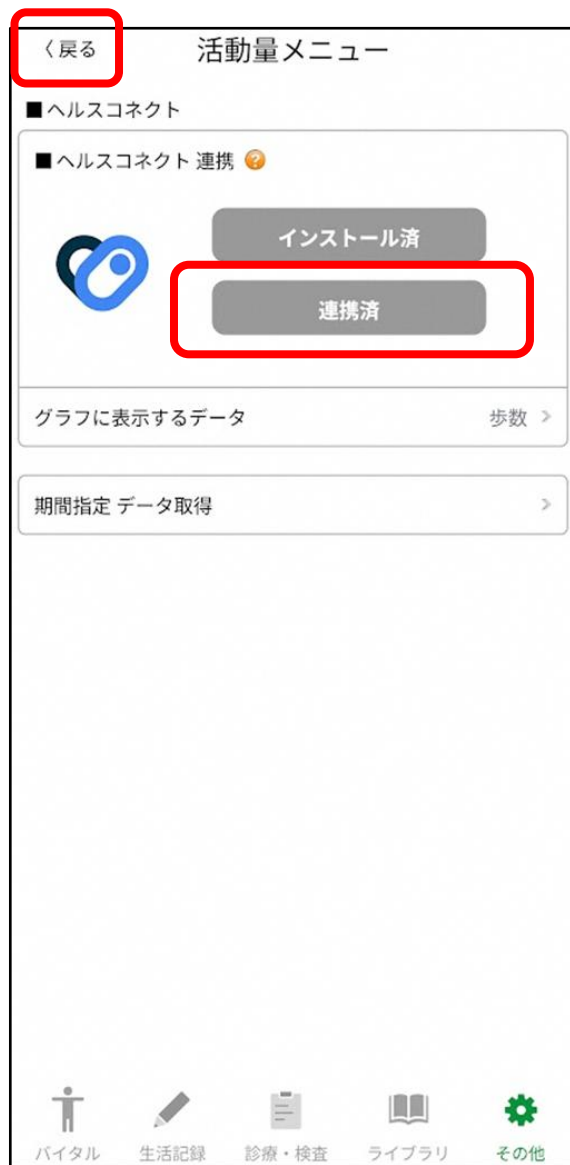 〈戻る 活動量メニュー
■ヘルスコネクト
■ヘルスコネクト 連携 ?
インストール済
連携済
グラフに表示するデータ 歩数 >
期間指定 データ取得 >
バイタル 生活記録 診療・検査 ライブラリ その他